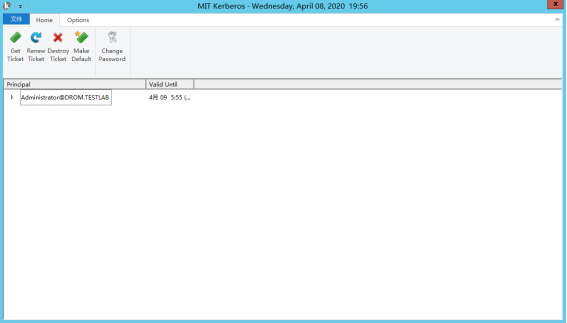 MIT Kerberos - Wednesday, April 08, 2020 19:56
文件 Home Options
Get Ticket
Renew Ticket
Destroy Ticket
Make Default
Change Password
Principal Valid Until
Administrator@DROM.TESTLAB 4月 09 5:55 (...